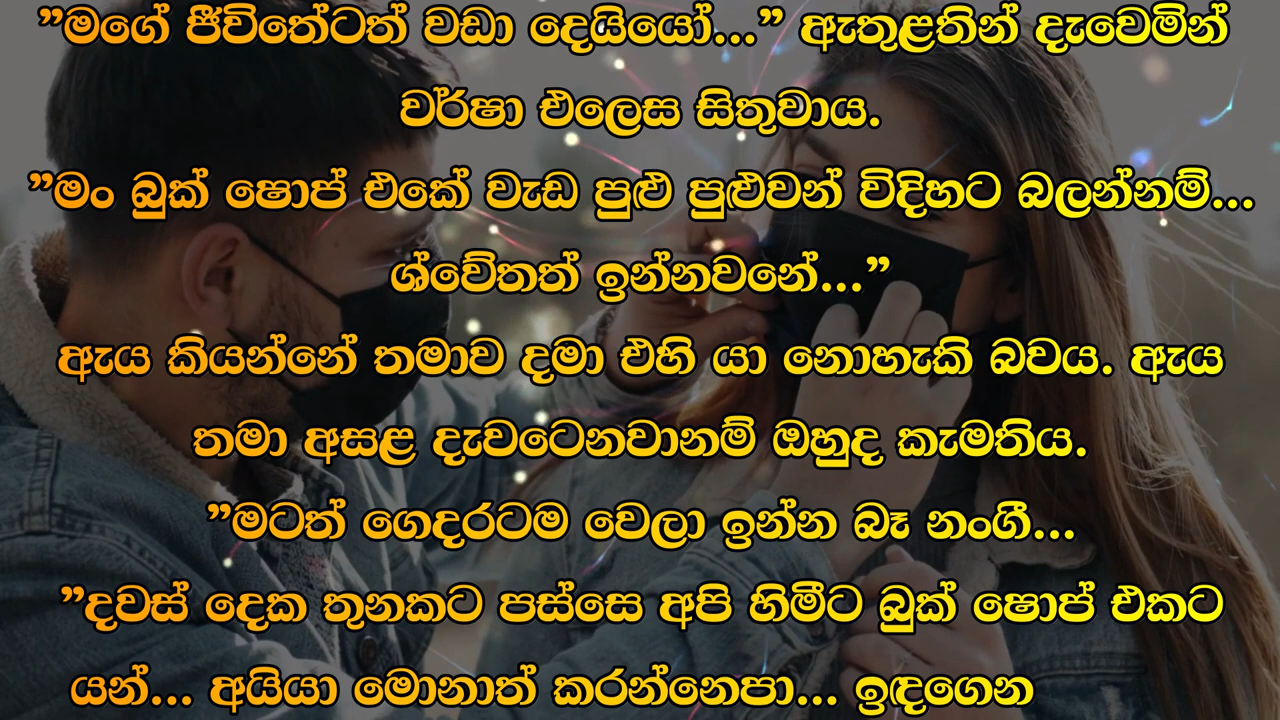 ”මගේ ජීවිතේටත් වඩා දෙයියෝ...” ඇතුළතින් දැවෙමින්
වර්ෂා එලෙස සිතුවාය.
”මං බුක් ෂොප් එකේ වැඩ පුළු පුළුවන් විදිහට බලන්නම්...
ශ්වේතත් ඉන්නවනේ...”
ඇය කියන්නේ තමාව දමා එහි යා නොහැකි බවය. ඇය
තමා අසළ දැවටෙනවානම් ඔහුද කැමතිය.
”මටත් ගෙදරටම වෙලා ඉන්න බෑ නංගී...
”දවස් දෙක තුනකට පස්සෙ අපි හිමීට බුක් ෂොප් එකට
යන්... අයියා මොනාත් කරන්නෙපා... ඉඳගෙන